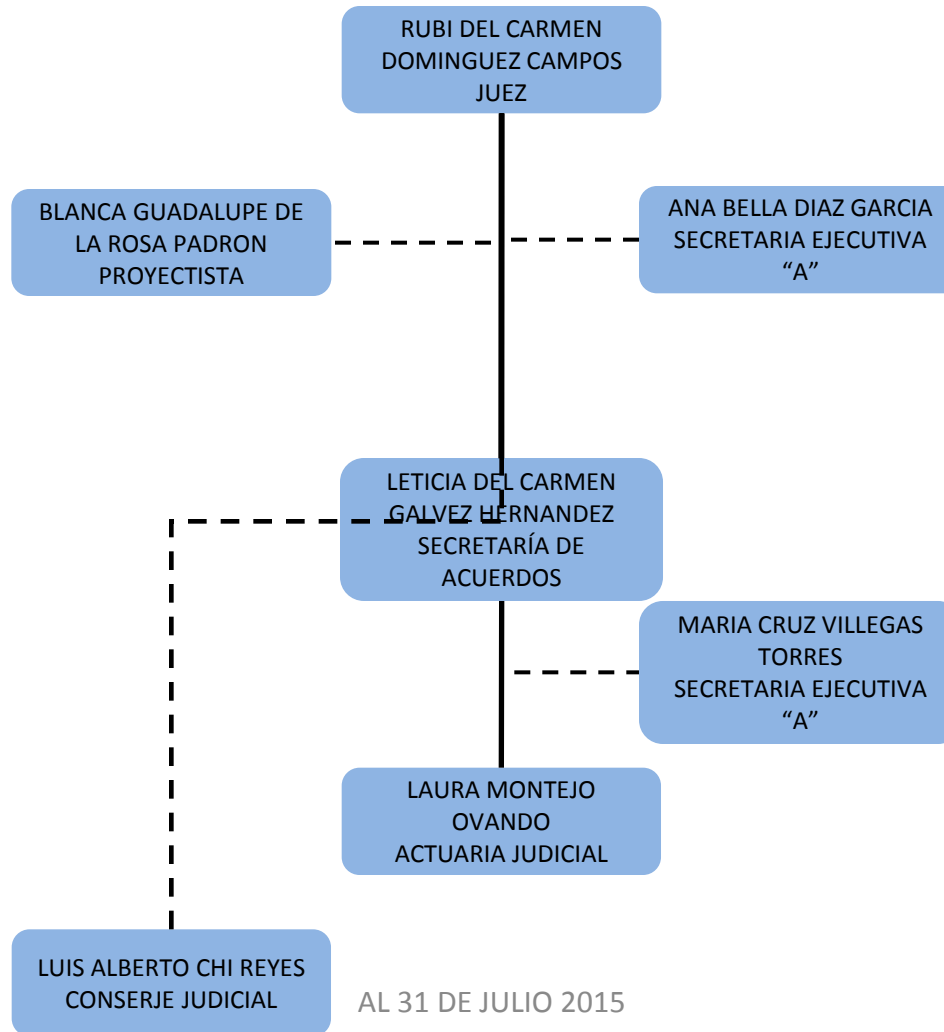 RUBI DEL CARMEN
DOMINGUEZ CAMPOS
JUEZ
BLANCA GUADALUPE DE
LA ROSA PADRON
PROYECTISTA
ANA BELLA DIAZ GARCIA
SECRETARIA EJECUTIVA
“A”
LETICIA DEL CARMEN
GALVEZ HERNANDEZ
SECRETARÍA DE
ACUERDOS
MARIA CRUZ VILLEGAS
TORRES
SECRETARIA EJECUTIVA
“A”
LAURA MONTEJO
OVANDO
ACTUARIA JUDICIAL
LUIS ALBERTO CHI REYES
CONSERJE JUDICIAL
AL 31 DE JULIO 2015